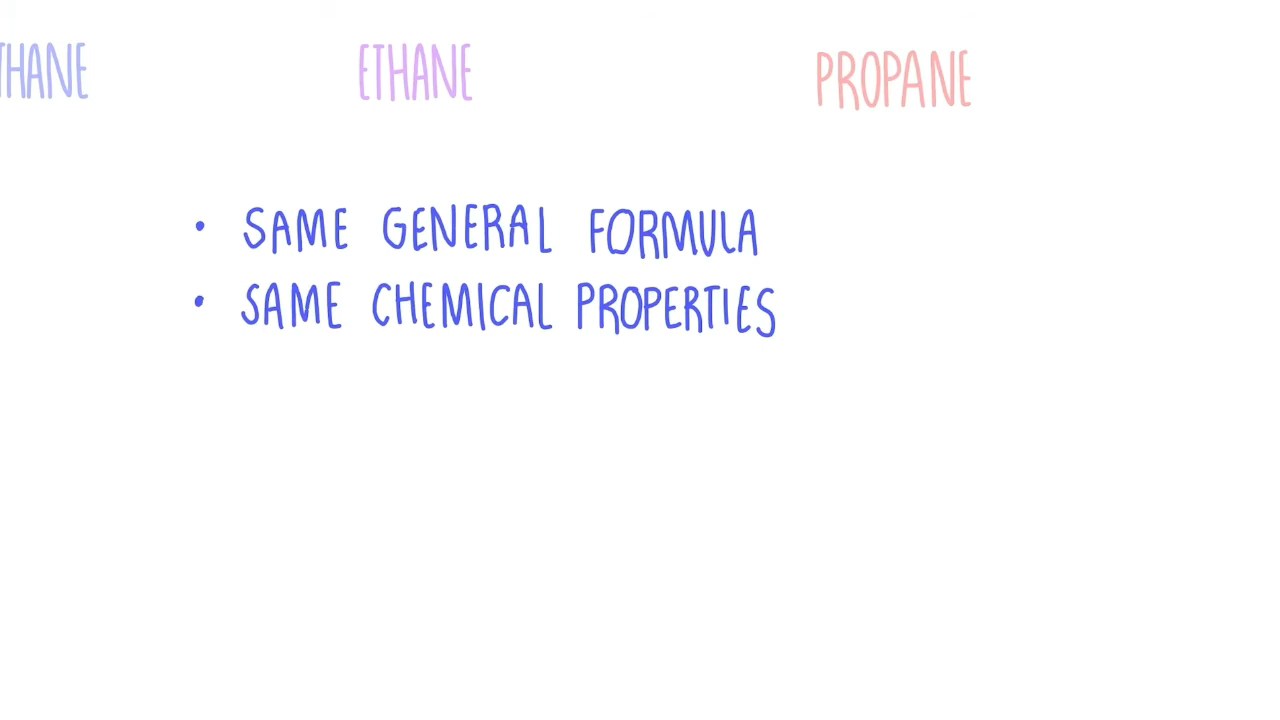 THANE ETHANE PROPANE
• SAME GENERAL FORMULA
• SAME CHEMICAL PROPERTIES